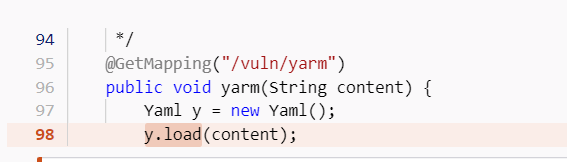 94 */
95 @GetMapping("/vuln/yarm")
96 public void yarm(String content) {
97 Yaml y = new Yaml();
98 y.load(content);